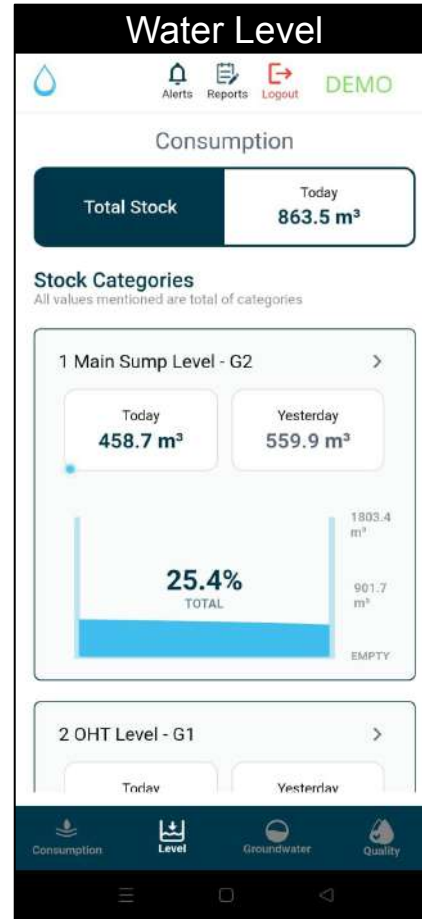 Water Level
Alerts Reports Logout DEMO
Consumption
Total Stock
Today
863.5 m³
Stock Categories
All values mentioned are total of categories
1 Main Sump Level - G2 >
Today
458.7 m³
Yesterday
559.9 m³
1803.4
m³
25.4%
TOTAL
901.7
m³
EMPTY
2 OHT Level - G1 >
Today Yesterday
Consumption Level Groundwater Quality